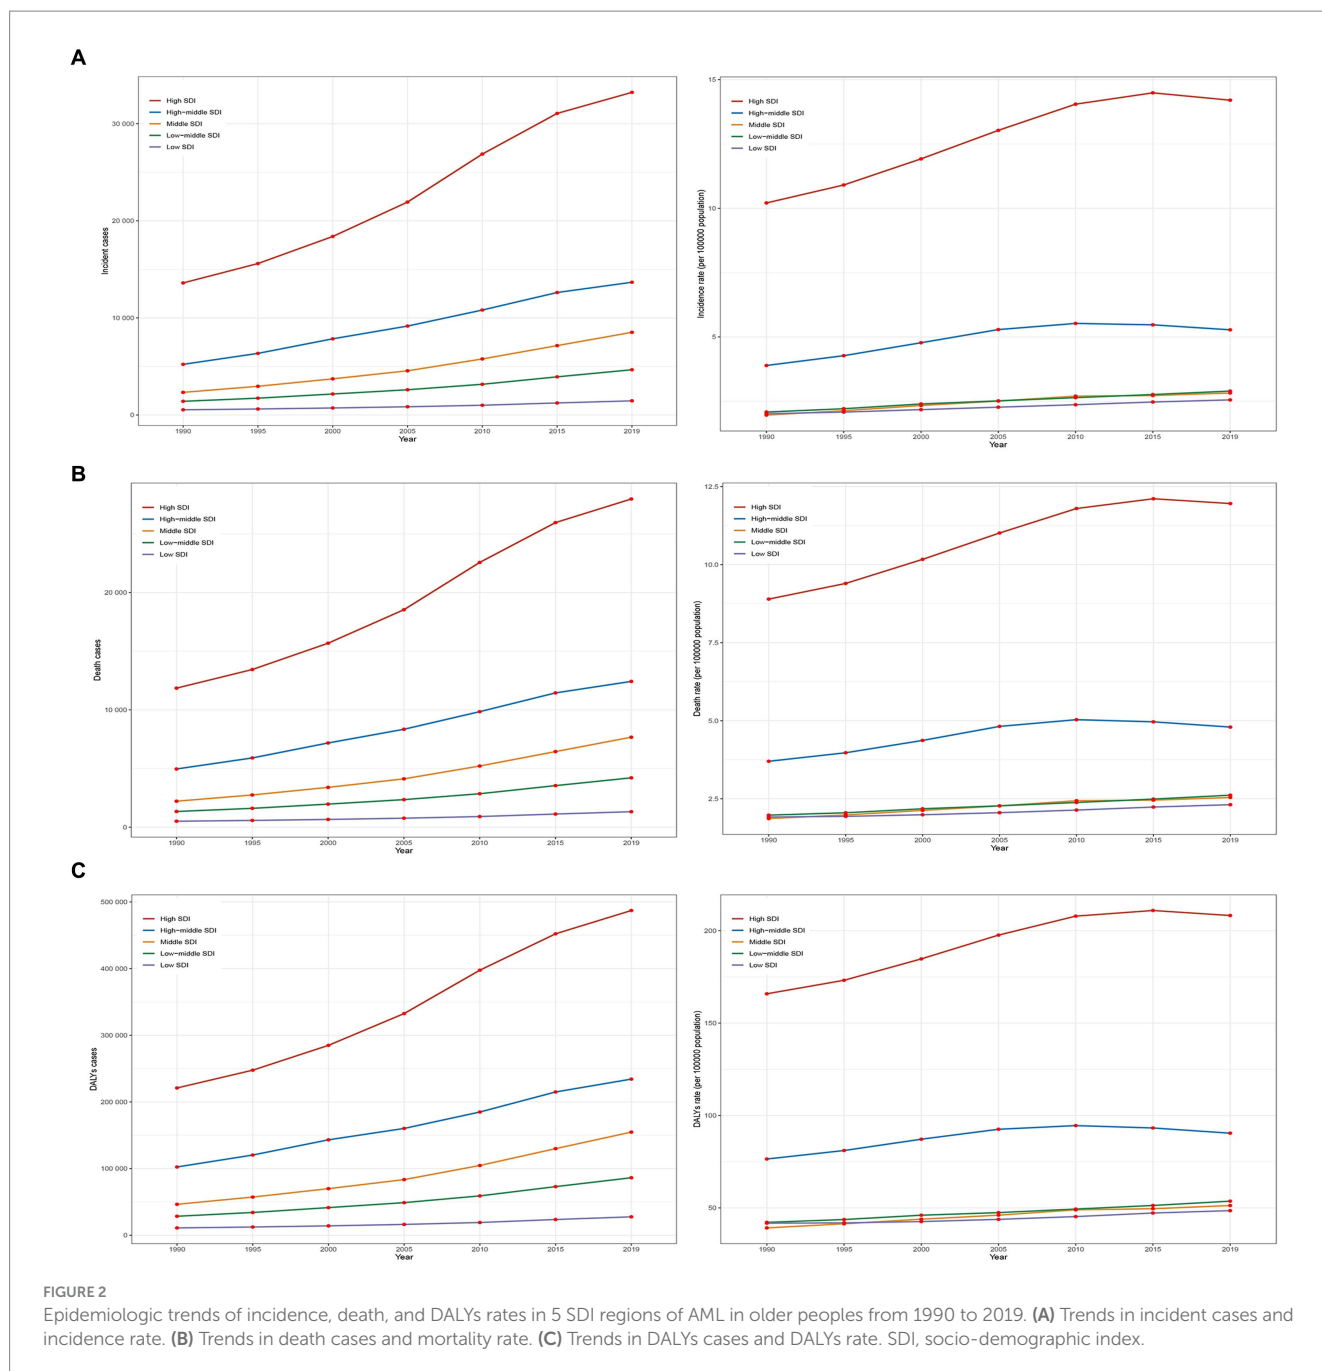 A
High SDI
High-middle SDI
Middle SDI
Low-middle SDI
Low SDI
30 000
20 000
10 000
0
Incident cases
1990 1995 2000 2005 2010 2015 2019
Year
High SDI
High-middle SDI
Middle SDI
Low-middle SDI
Low SDI
15
10
5
Incidence rate (per 100000 population)
1990 1995 2000 2005 2010 2015 2019
Year
B
High SDI
High-middle SDI
Middle SDI
Low-middle SDI
Low SDI
20 000
10 000
0
Death cases
1990 1995 2000 2005 2010 2015 2019
Year
High SDI
High-middle SDI
Middle SDI
Low-middle SDI
Low SDI
12.5
10.0
7.5
5.0
2.5
Death rate (per 100000 population)
1990 1995 2000 2005 2010 2015 2019
Year
C
High SDI
High-middle SDI
Middle SDI
Low-middle SDI
Low SDI
500 000
400 000
300 000
200 000
100 000
0
DALYs cases
1990 1995 2000 2005 2010 2015 2019
Year
High SDI
High-middle SDI
Middle SDI
Low-middle SDI
Low SDI
200
150
100
50
DALYs rate (per 100000 population)
1990 1995 2000 2005 2010 2015 2019
Year
FIGURE 2
Epidemiologic trends of incidence, death, and DALYs rates in 5 SDI regions of AML in older peoples from 1990 to 2019. (A) Trends in incident cases and
incidence rate. (B) Trends in death cases and mortality rate. (C) Trends in DALYs cases and DALYs rate. SDI, socio-demographic index.